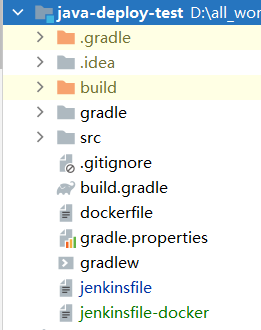 java-deploy-test D:\all_wor
.gradle
.idea
build
gradle
src
.gitignore
build.gradle
dockerfile
gradle.properties
gradlew
jenkinsfile
jenkinsfile-docker